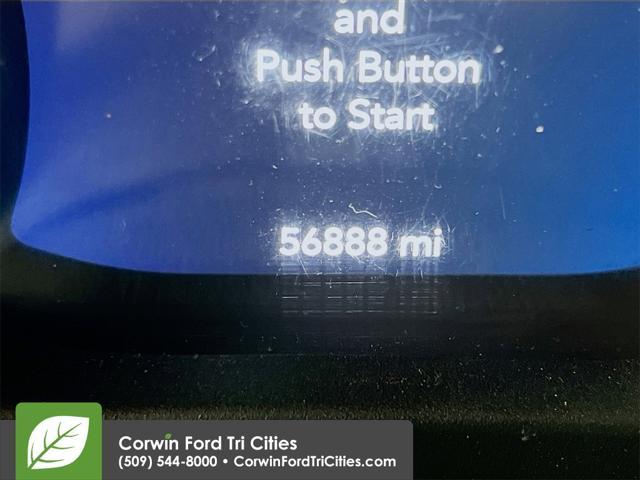 and
Push Button
to Start
56888 mi
Corwin Ford Tri Cities
(509) 544-8000 • CorwinFordTriCities.com